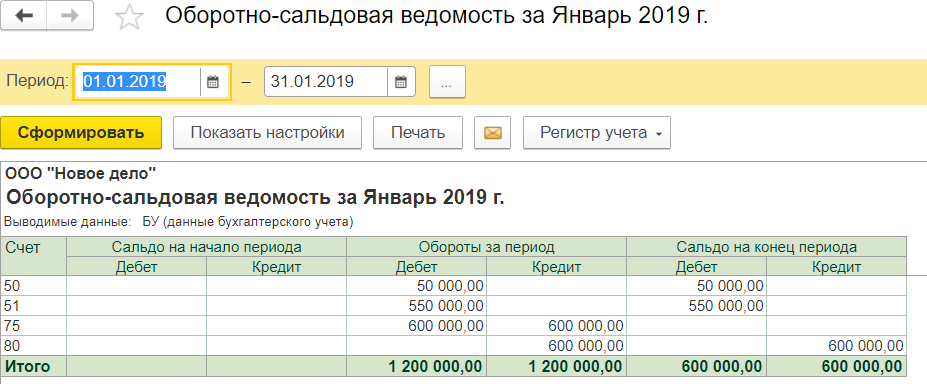 Оборотно-сальдовая ведомость за Январь 2019 г.
Период: 01.01.2019 – 31.01.2019 ...
Сформировать Показать настройки Печать Регистр учета
ООО "Новое дело"
Оборотно-сальдовая ведомость за Январь 2019 г.
Выводимые данные: БУ (данные бухгалтерского учета)
Счет Сальдо на начало периода Обороты за период Сальдо на конец периода
Дебет Кредит Дебет Кредит Дебет Кредит
50 50 000,00 50 000,00
51 550 000,00 550 000,00
75 600 000,00 600 000,00
80 600 000,00 600 000,00
Итого 1 200 000,00 1 200 000,00 600 000,00 600 000,00